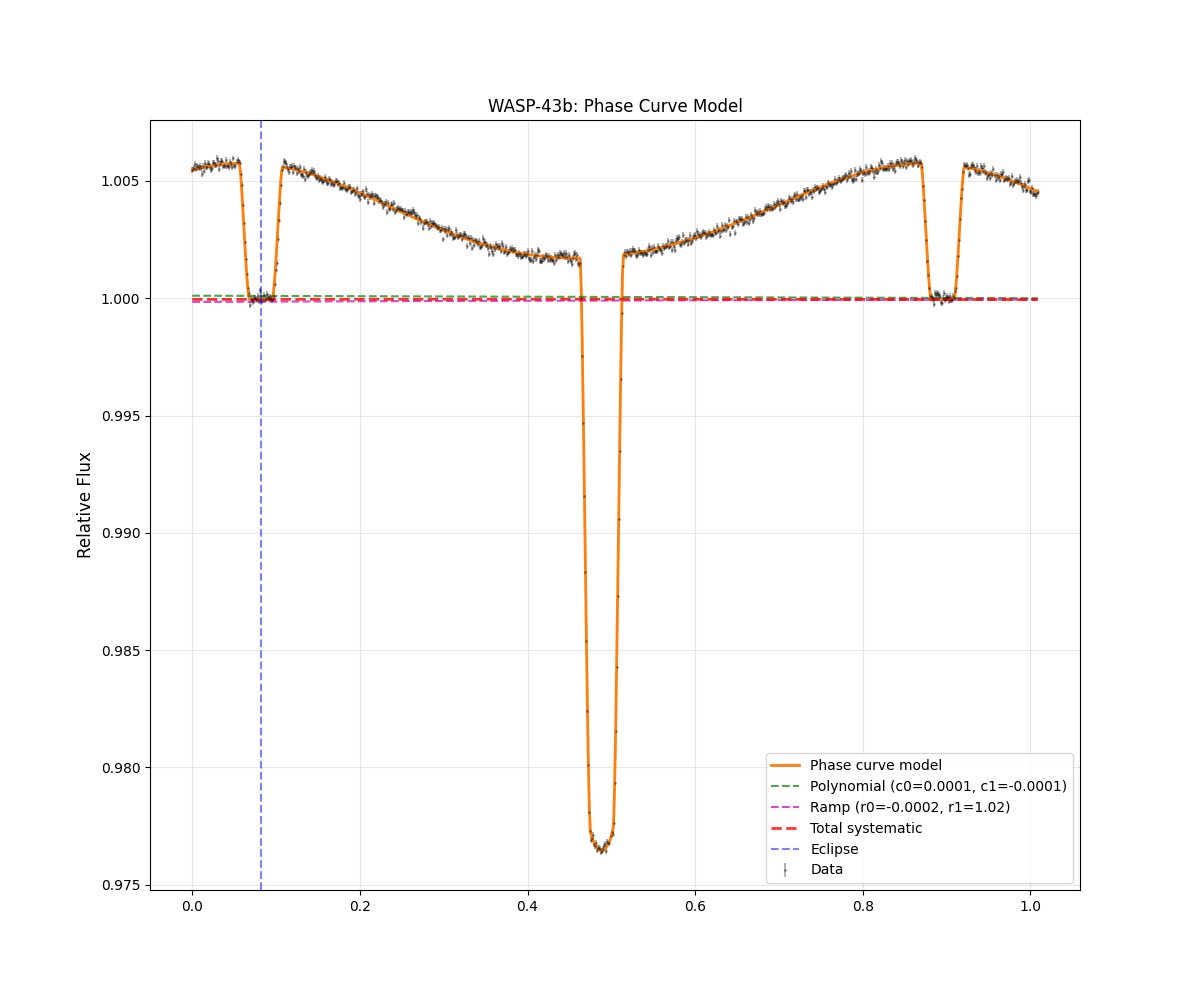 WASP-43b: Phase Curve Model
Relative Flux
1.005
1.000
0.995
0.990
0.985
0.980
0.975
0.0
0.2
0.4
0.6
0.8
1.0
Phase curve model
Polynomial (c0=0.0001, c1=-0.0001)
Ramp (r0=-0.0002, r1=1.02)
Total systematic
Eclipse
Data